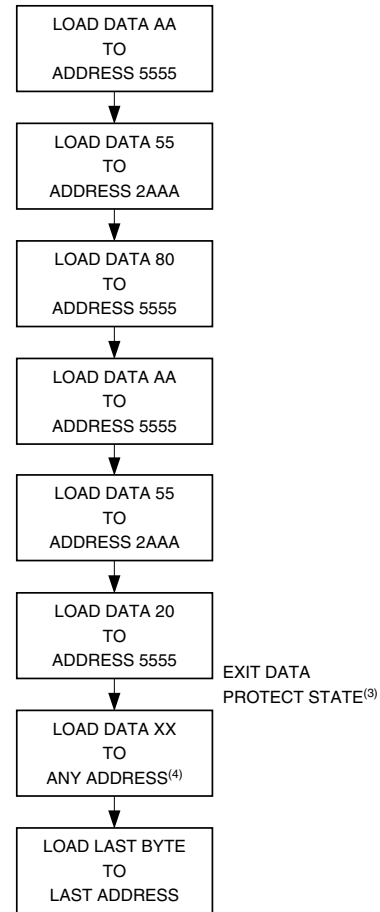 LOAD DATA AA
TO
ADDRESS 5555
LOAD DATA 55
TO
ADDRESS 2AAA
LOAD DATA 80
TO
ADDRESS 5555
LOAD DATA AA
TO
ADDRESS 5555
LOAD DATA 55
TO
ADDRESS 2AAA
LOAD DATA 20
TO
ADDRESS 5555
EXIT DATA
PROTECT STATE(3)
LOAD DATA XX
TO
ANY ADDRESS(4)
LOAD LAST BYTE
TO
LAST ADDRESS